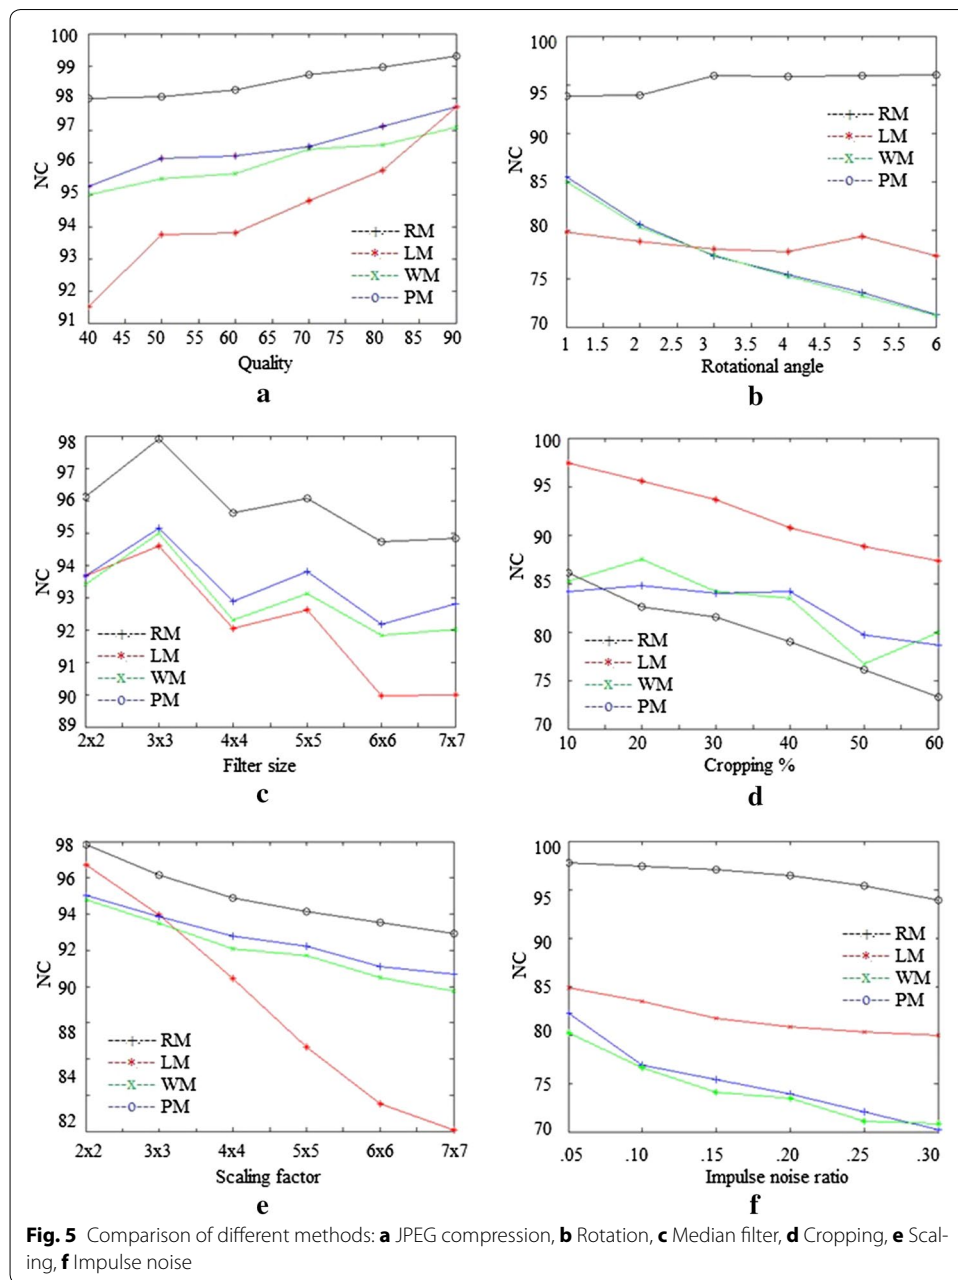 100
99
98
97
96
95
94
93
92
91
NC
RM
LM
WM
PM
40 45 50 55 60 65 70 75 80 85 90
Quality
a
100
95
90
85
80
75
70
NC
RM
LM
WM
PM
1 1.5 2 2.5 3 3.5 4 4.5 5 5.5 6
Rotational angle
b
98
97
96
95
94
93
92
91
90
89
NC
RM
LM
WM
PM
2x2 3x3 4x4 5x5 6x6 7x7
Filter size
c
100
95
90
85
80
75
70
NC
RM
LM
WM
PM
10 20 30 40 50 60
Cropping %
d
98
96
94
92
90
88
84
82
NC
RM
LM
WM
PM
2x2 3x3 4x4 5x5 6x6 7x7
Scaling factor
e
100
95
90
85
80
75
70
NC
RM
LM
WM
PM
.05 .10 .15 .20 .25 .30
Impulse noise ratio
f
Fig. 5 Comparison of different methods: a JPEG compression, b Rotation, c Median filter, d Cropping, e Scal-
ing, f Impulse noise